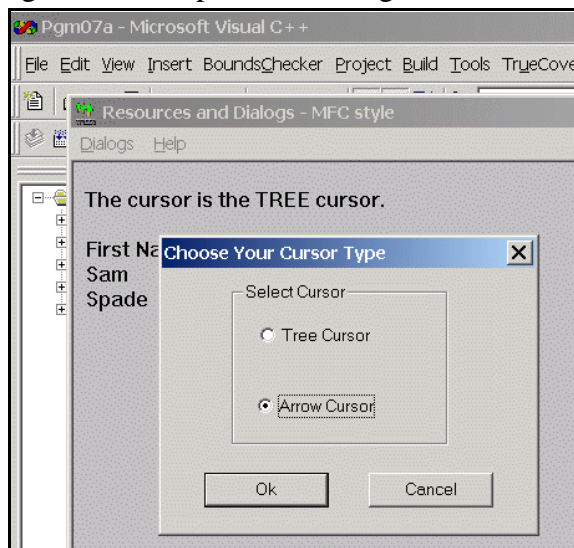 Pgm07a - Microsoft Visual C++
File Edit View Insert BoundsChecker Project Build Tools
Resources and Dialogs - MFC style
Dialogs Help
The cursor is the TREE cursor.
First
Sam
Spade
Choose Your Cursor Type
Select Cursor
Tree Cursor
Arrow Cursor
Ok Cancel